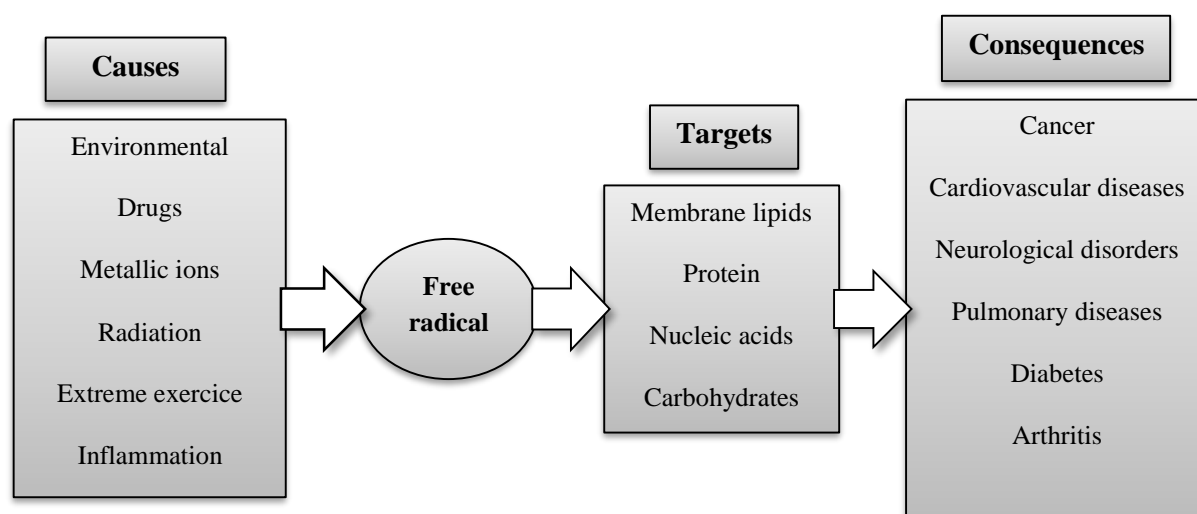 Causes
Environmental
Drugs
Metallic ions
Radiation
Extreme exercice
Inflammation
Free
radical
Targets
Membrane lipids
Protein
Nucleic acids
Carbohydrates
Consequences
Cancer
Cardiovascular diseases
Neurological disorders
Pulmonary diseases
Diabetes
Arthritis